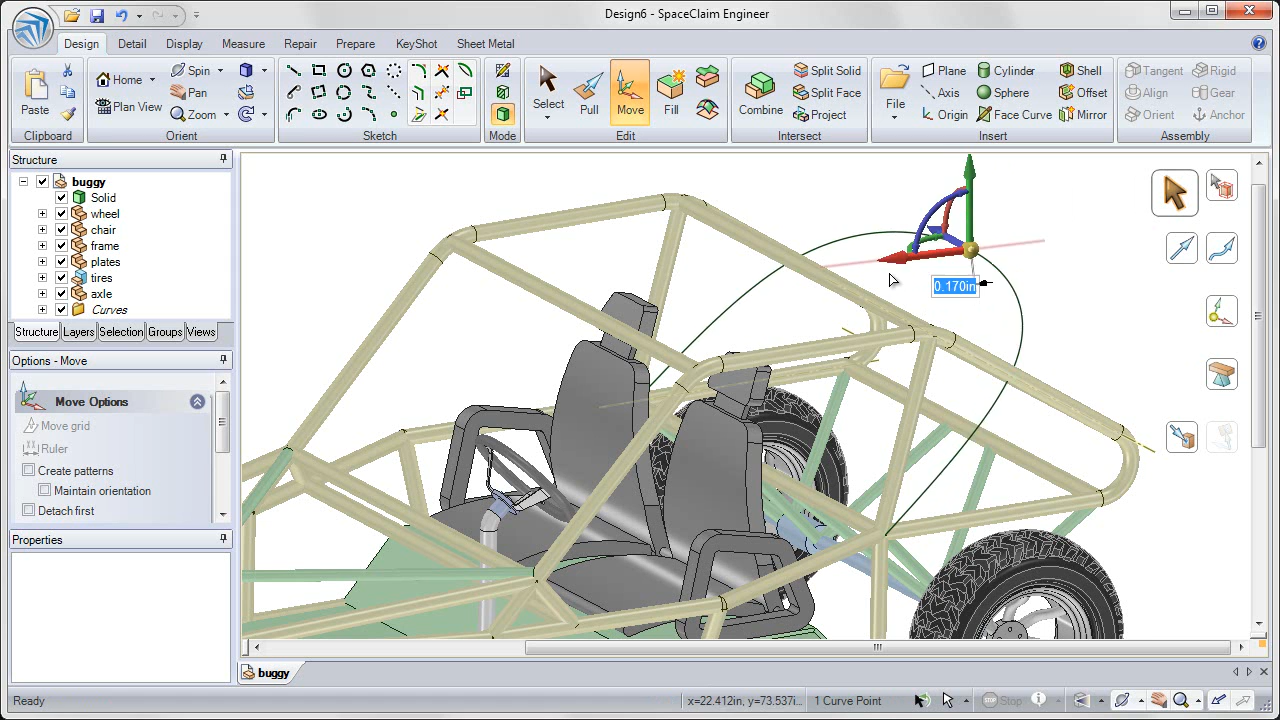 Design6 - SpaceClaim Engineer
Design Detail Display Measure Repair Prepare KeyShot Sheet Metal
Paste
Clipboard
Home
Plan View
Spin
Pan
Zoom
Orient
Sketch
Mode
Select
Pull
Move
Fill
Edit
Combine
Split Solid
Split Face
Project
Intersect
File
Plane
Axis
Origin
Cylinder
Sphere
Face Curve
Shell
Offset
Mirror
Insert
Tangent
Align
Orient
Rigid
Gear
Anchor
Assembly
Structure
buggy
Solid
wheel
chair
frame
plates
tires
axle
Curves
Structure Layers Selection Groups Views
Options - Move
Move Options
Move grid
Ruler
Create patterns
Maintain orientation
Detach first
Properties
0.170in
buggy
Ready
x=22.412in, y=73.537i...
1 Curve Point
Stop